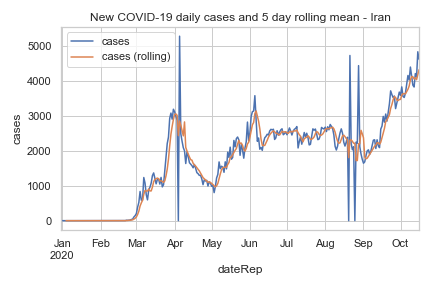 New COVID-19 daily cases and 5 day rolling mean - Iran
cases
cases (rolling)
5000
4000
3000
2000
1000
0
cases
Jan Feb Mar Apr May Jun Jul Aug Sep Oct
2020
dateRep